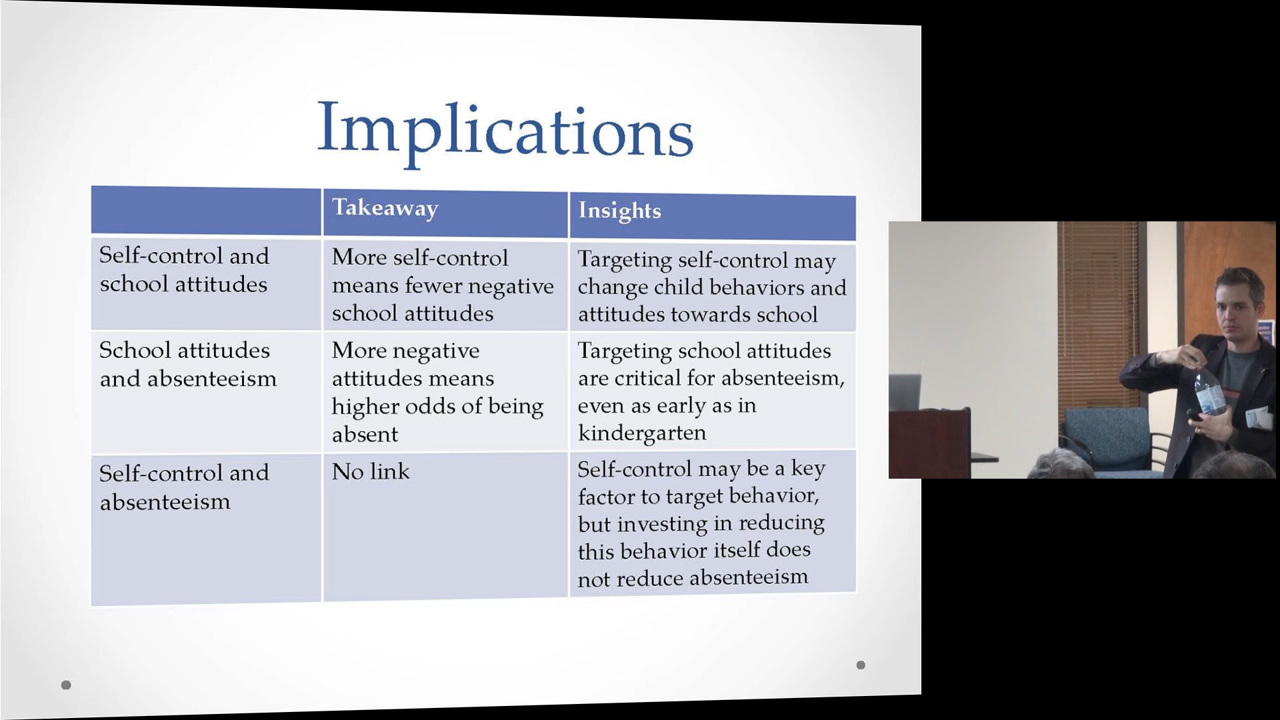 Implications
Takeaway
Insights
Self-control and
school attitudes
More self-control
means fewer negative
school attitudes
Targeting self-control may
change child behaviors and
attitudes towards school
School attitudes
and absenteeism
More negative
attitudes means
higher odds of being
absent
Targeting school attitudes
are critical for absenteeism,
even as early as in
kindergarten
Self-control and
absenteeism
No link
Self-control may be a key
factor to target behavior,
but investing in reducing
this behavior itself does
not reduce absenteeism